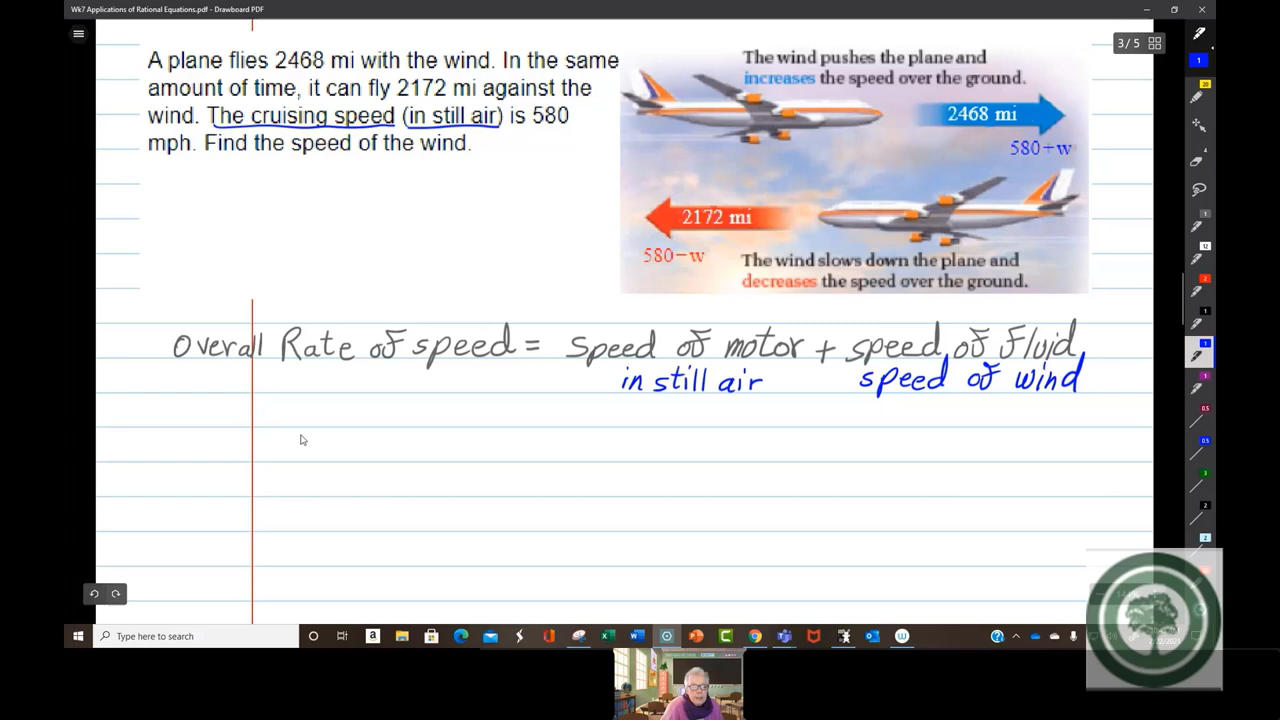 Wk7 Applications of Rational Equations.pdf - Drawboard PDF
3/5
A plane flies 2468 mi with the wind. In the same
amount of time, it can fly 2172 mi against the
wind. The cruising speed (in still air) is 580
mph. Find the speed of the wind.
The wind pushes the plane and
increases the speed over the ground.
2468 mi
580+w
2172 mi
580-w
The wind slows down the plane and
decreases the speed over the ground.
Overall Rate of speed = speed of motor + speed of fluid
in still air speed of wind
Type here to search